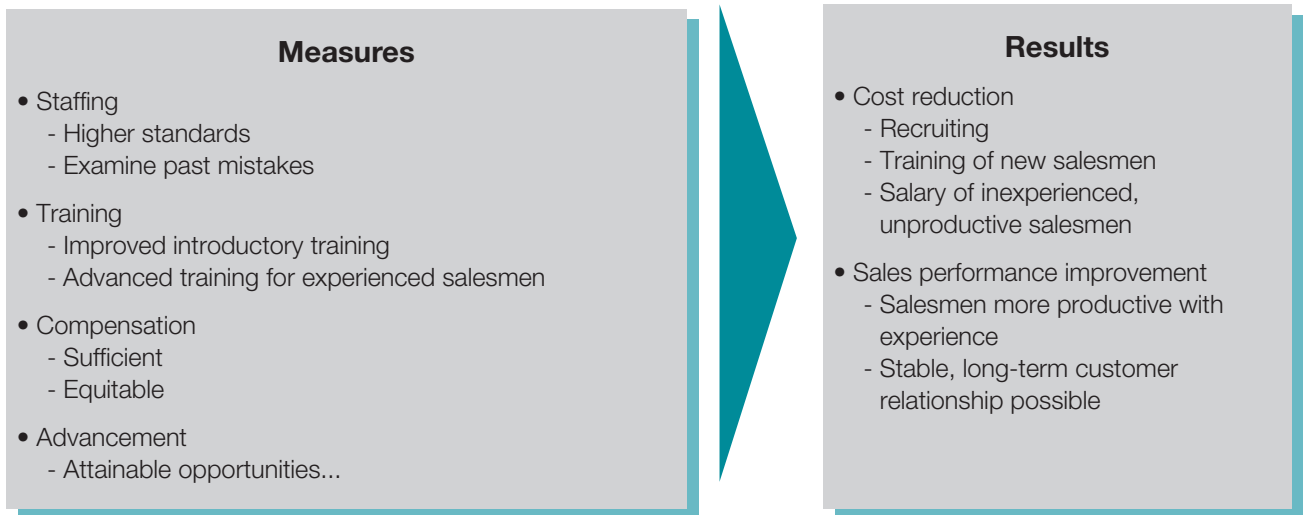 Measures
• Staffing
- Higher standards
- Examine past mistakes
• Training
- Improved introductory training
- Advanced training for experienced salesmen
• Compensation
- Sufficient
- Equitable
• Advancement
- Attainable opportunities...
Results
• Cost reduction
- Recruiting
- Training of new salesmen
- Salary of inexperienced,
unproductive salesmen
• Sales performance improvement
- Salesmen more productive with
experience
- Stable, long-term customer
relationship possible